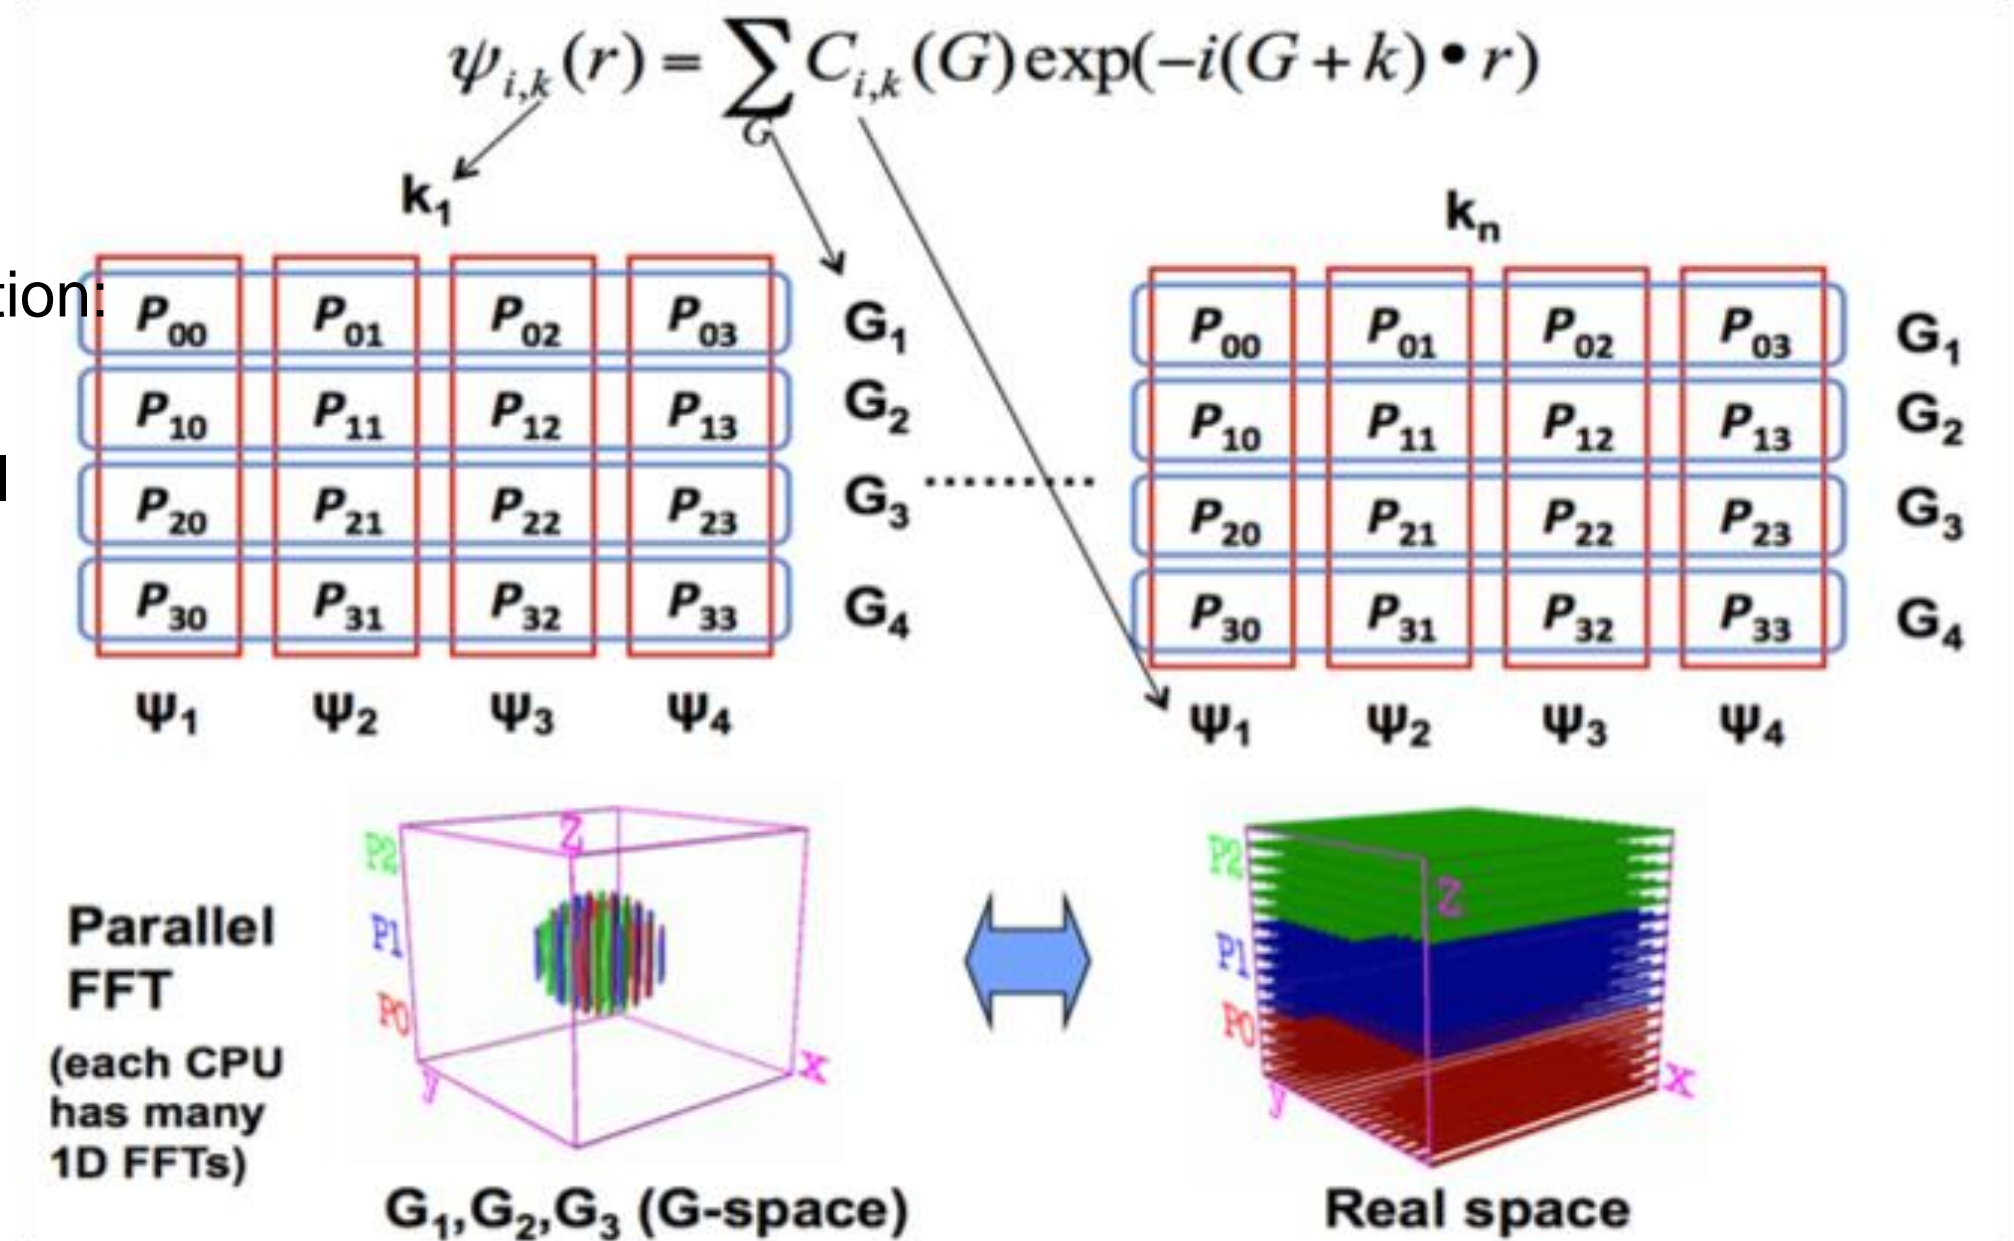 ψ_{i,k}(r) = ∑_G C_{i,k}(G)exp(−i(G+k)•r)
k₁
kₙ
tion:
P₀₀ P₀₁ P₀₂ P₀₃ G₁
P₁₀ P₁₁ P₁₂ P₁₃ G₂
P₂₀ P₂₁ P₂₂ P₂₃ G₃
P₃₀ P₃₁ P₃₂ P₃₃ G₄
ψ₁ ψ₂ ψ₃ ψ₄
........
P₀₀ P₀₁ P₀₂ P₀₃ G₁
P₁₀ P₁₁ P₁₂ P₁₃ G₂
P₂₀ P₂₁ P₂₂ P₂₃ G₃
P₃₀ P₃₁ P₃₂ P₃₃ G₄
ψ₁ ψ₂ ψ₃ ψ₄
Parallel
FFT
(each CPU
has many
1D FFTs)
Z
P2
P1
P0
y
x
G₁,G₂,G₃ (G-space)
Z
P2
P1
P0
y
x
Real space